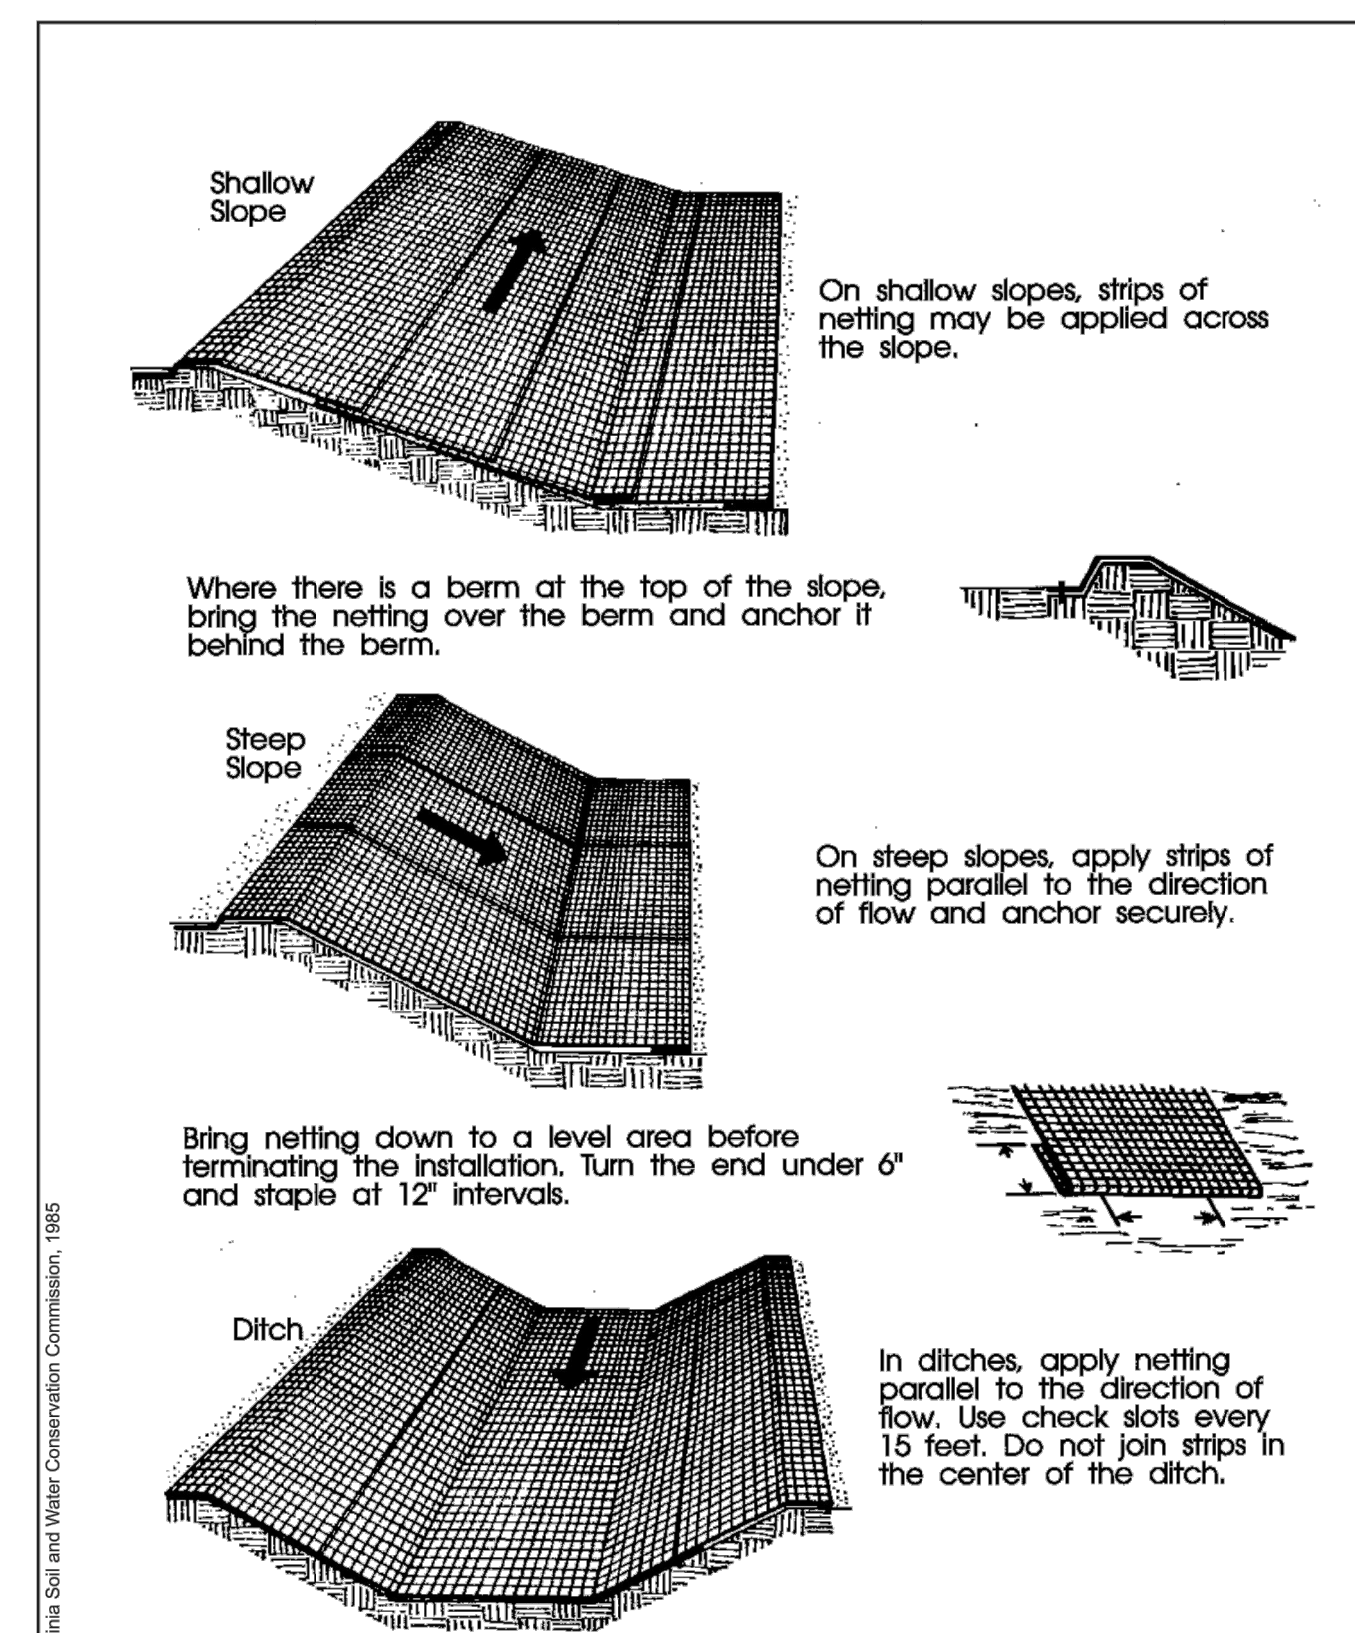 Shallow
Slope
On shallow slopes, strips of
netting may be applied across
the slope.
Where there is a berm at the top of the slope,
bring the netting over the berm and anchor it
behind the berm.
Steep
Slope
On steep slopes, apply strips of
netting parallel to the direction
of flow and anchor securely.
Bring netting down to a level area before
terminating the installation. Turn the end under 6"
and staple at 12" intervals.
Ditch
In ditches, apply netting
parallel to the direction of
flow. Use check slots every
15 feet. Do not join strips in
the center of the ditch.
Soil and Water Conservation Commission, 1985